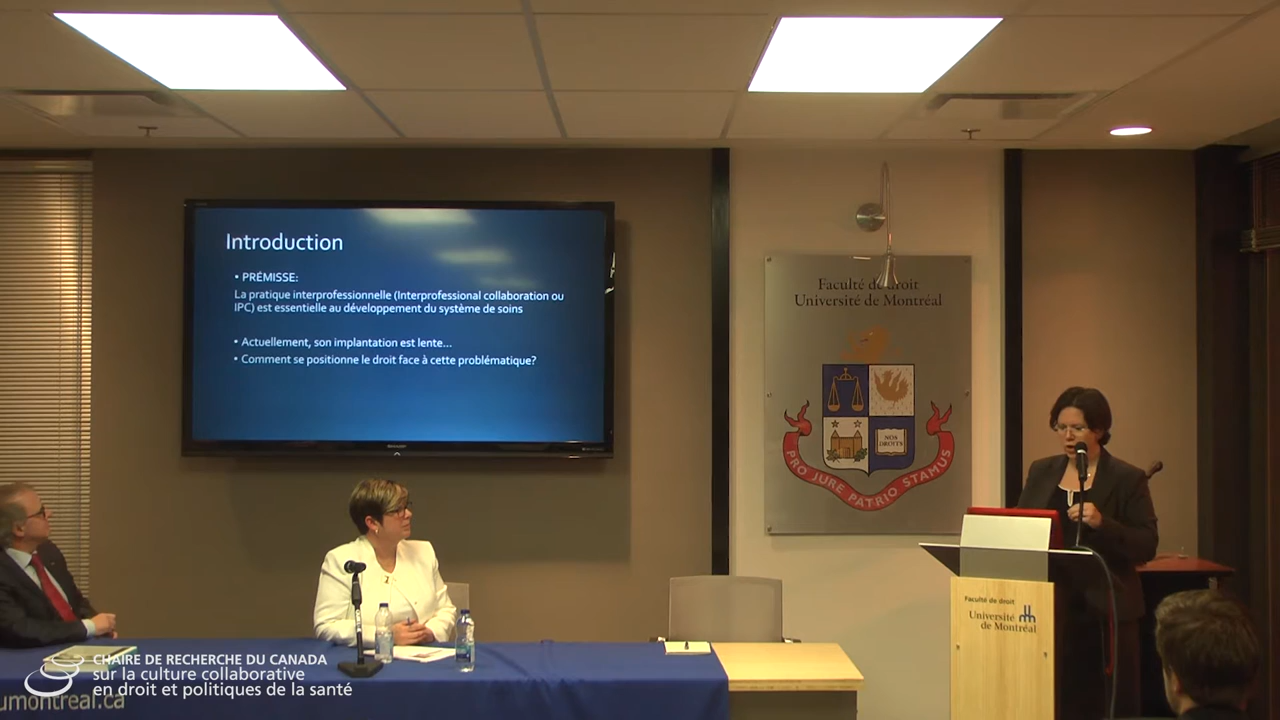 Introduction
• PRÉMISSE:
La pratique interprofessionnelle (Interprofessional collaboration ou
IPC) est essentielle au développement du système de soins
• Actuellement, son implantation est lente...
• Comment se positionne le droit face à cette problématique?
SHARP
Faculté de droit
Université de Montréal
NOS
DROITS
PRO JURE PATRIO STAMUS
Faculté de droit
Université
de Montréal
CHAIRE DE RECHERCHE DU CANADA
sur la culture collaborative
en droit et politiques de la santé
umontreal.ca